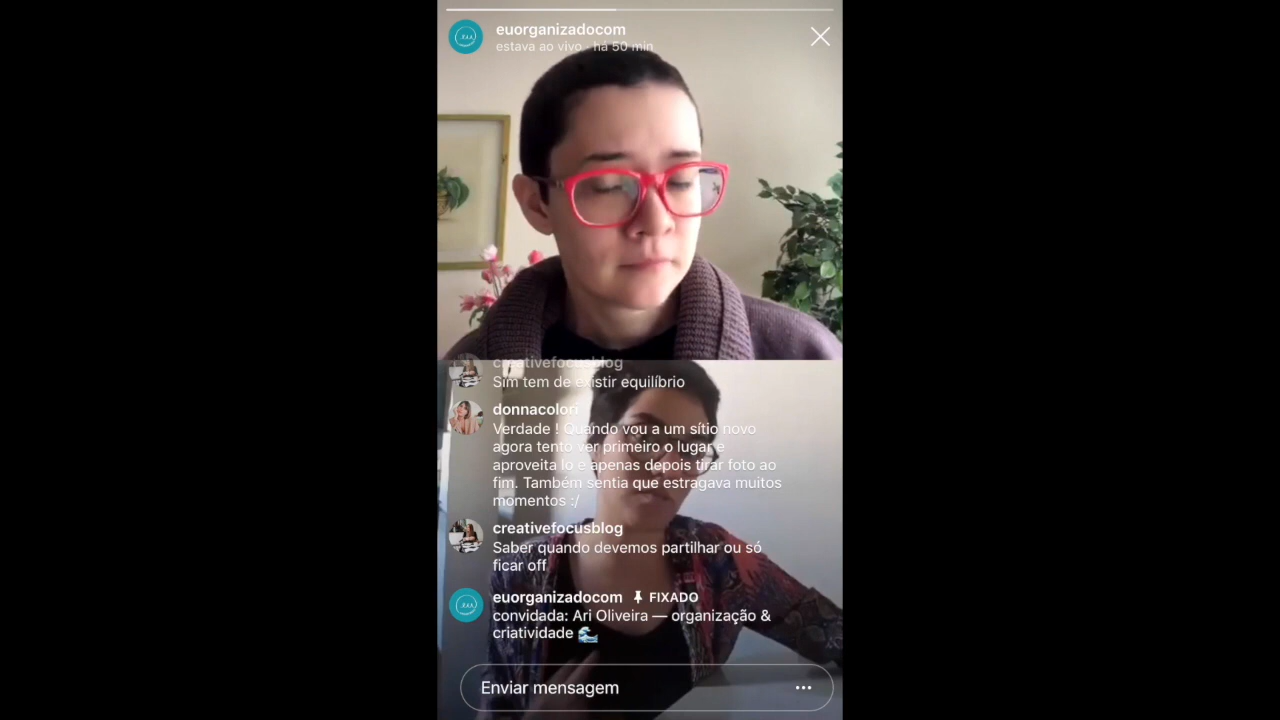 euorganizadocom
estava ao vivo · há 50 min
creativefocusblog
Sim tem de existir equilíbrio
donnacolori
Verdade ! Quando vou a um sítio novo
agora tento ver primeiro o lugar e
aproveita lo e apenas depois tirar foto ao
fim. Também sentia que estragava muitos
momentos :/
creativefocusblog
Saber quando devemos partilhar ou só
ficar off
euorganizadocom FIXADO
convidada: Ari Oliveira — organização &
criatividade 🌊
Enviar mensagem